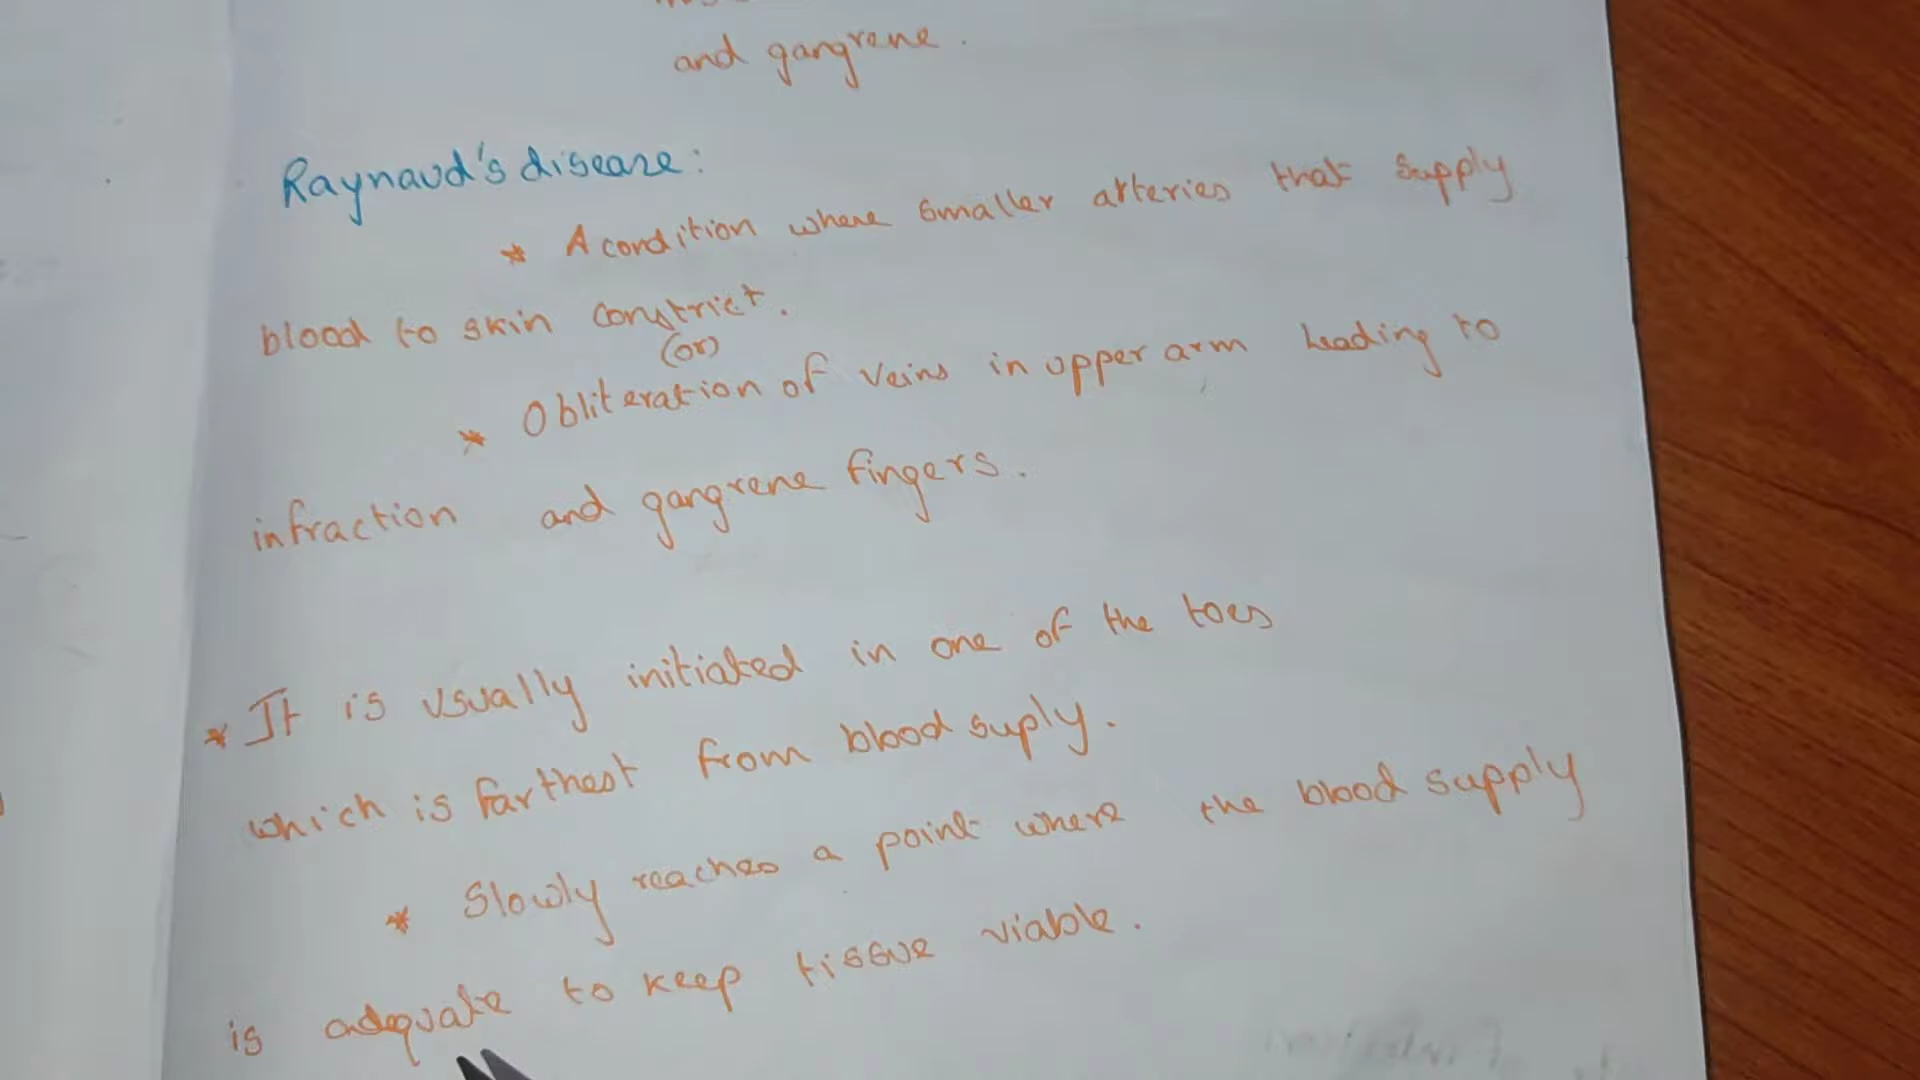 and gangrene.
Raynaud's disease:
* A condition where smaller arteries that supply
blood to skin constrict.
(or)
* Obliteration of veins in upper arm leading to
infraction and gangrene fingers.
* It is usually initiated in one of the toes
which is farthest from blood suply.
* Slowly reaches a point where the blood supply
is adequate to keep tissue viable.